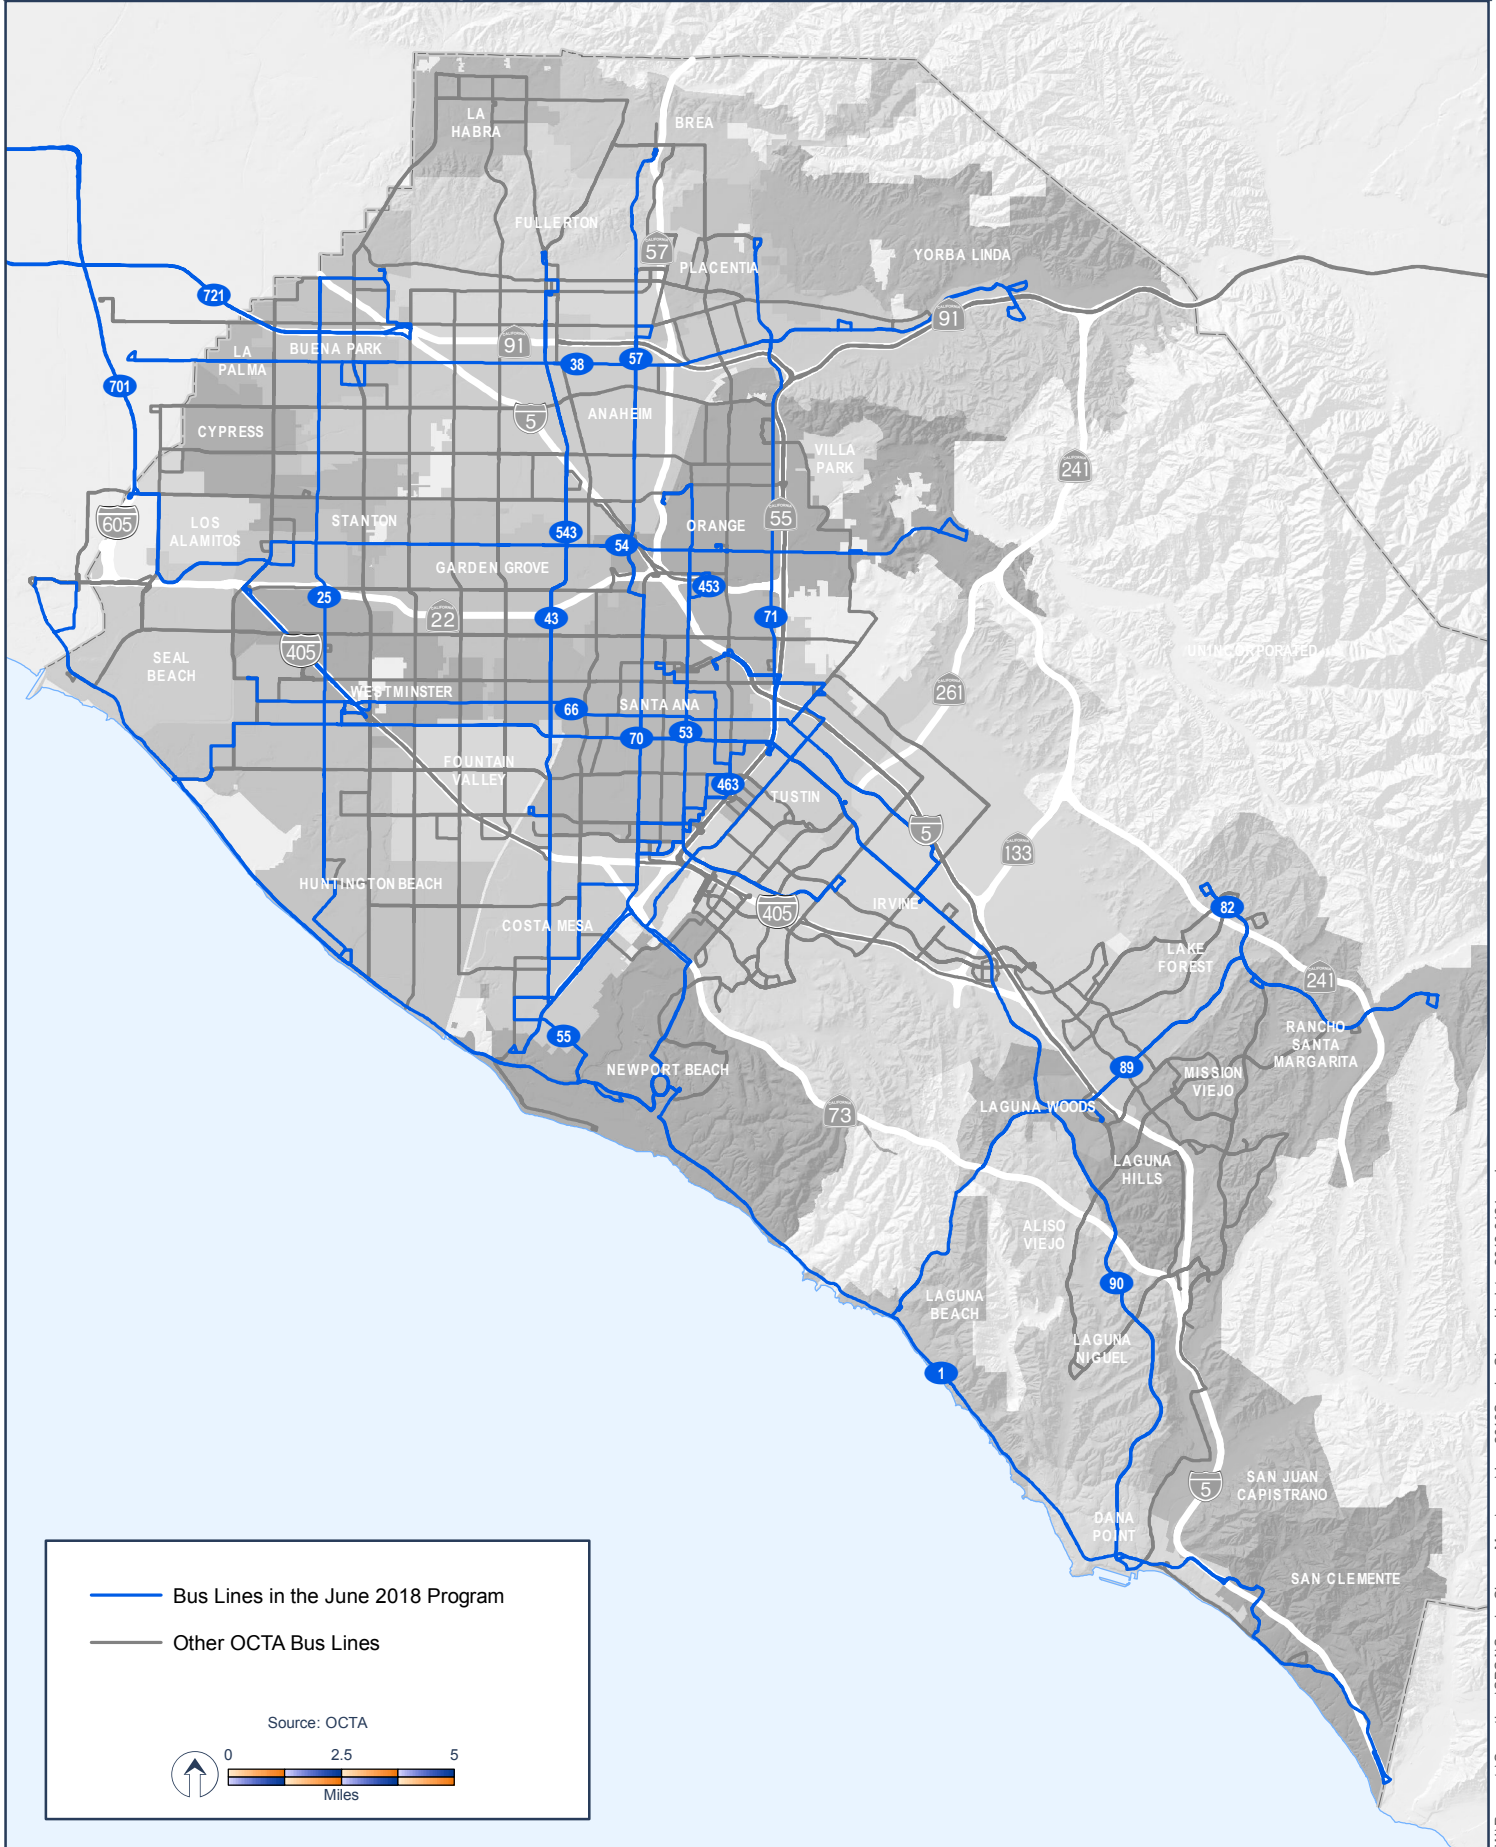 LA
HABRA
BREA
FULLERTON
57
PLACENTIA
YORBA LINDA
721
91
LA
PALMA
BUENA PARK
91
38
57
701
5
ANAHEIM
CYPRESS
VILLA
PARK
241
605
LOS
ALAMITOS
STANTON
543
54
ORANGE
55
GARDEN GROVE
453
25
22
43
71
405
SEAL
BEACH
UNINCORPORATED
WESTMINSTER
66
SANTA ANA
261
70
53
FOUNTAIN
VALLEY
463
TUSTIN
5
133
HUNTINGTON BEACH
COSTA MESA
405
IRVINE
82
LAKE
FOREST
241
55
RANCHO
SANTA
MARGARITA
NEWPORT BEACH
89
MISSION
VIEJO
73
LAGUNA WOODS
LAGUNA
HILLS
ALISO
VIEJO
90
LAGUNA
BEACH
LAGUNA
NIGUEL
1
5
SAN JUAN
CAPISTRANO
DANA
POINT
SAN CLEMENTE
Bus Lines in the June 2018 Program
Other OCTA Bus Lines
Source: OCTA
0 2.5 5
Miles